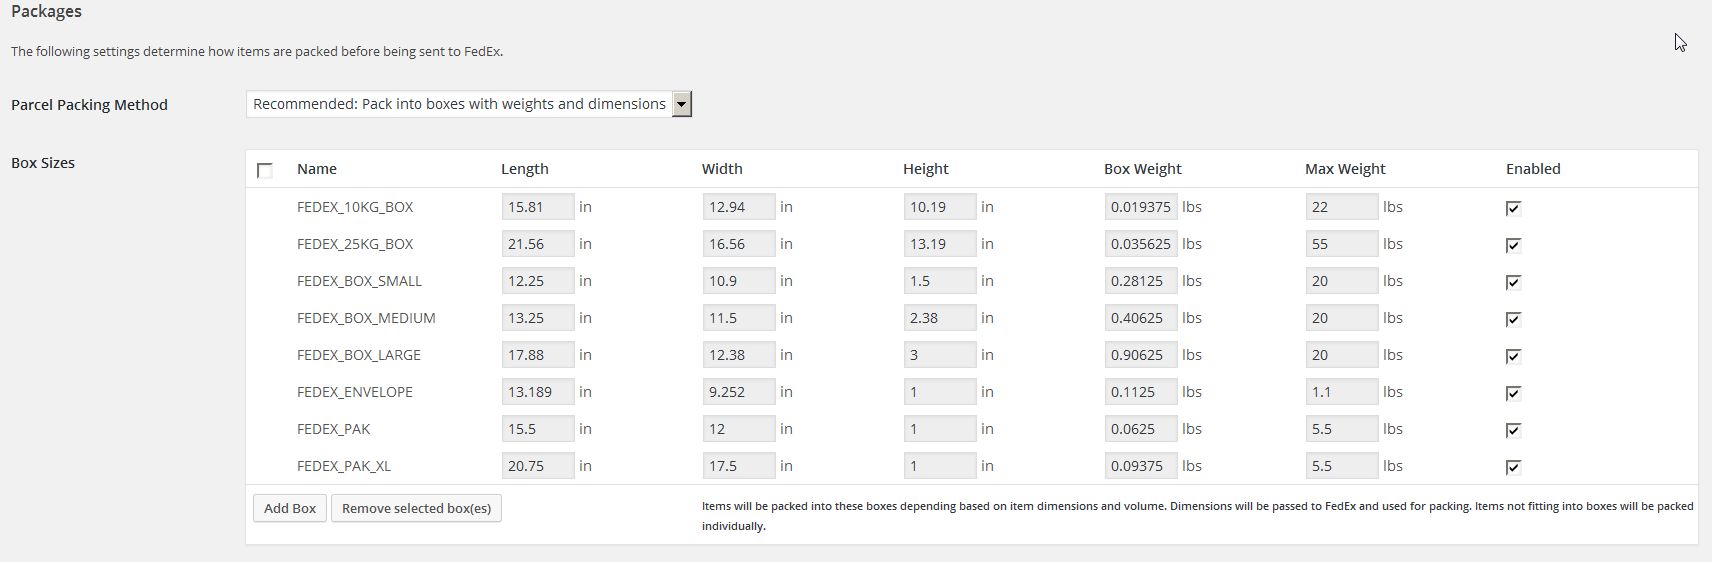 Packages
The following settings determine how items are packed before being sent to FedEx.
Parcel Packing Method Recommended: Pack into boxes with weights and dimensions
Box Sizes
Name Length Width Height Box Weight Max Weight Enabled
FEDEX_10KG_BOX 15.81 in 12.94 in 10.19 in 0.019375 lbs 22 lbs
FEDEX_25KG_BOX 21.56 in 16.56 in 13.19 in 0.035625 lbs 55 lbs
FEDEX_BOX_SMALL 12.25 in 10.9 in 1.5 in 0.28125 lbs 20 lbs
FEDEX_BOX_MEDIUM 13.25 in 11.5 in 2.38 in 0.40625 lbs 20 lbs
FEDEX_BOX_LARGE 17.88 in 12.38 in 3 in 0.90625 lbs 20 lbs
FEDEX_ENVELOPE 13.189 in 9.252 in 1 in 0.1125 lbs 1.1 lbs
FEDEX_PAK 15.5 in 12 in 1 in 0.0625 lbs 5.5 lbs
FEDEX_PAK_XL 20.75 in 17.5 in 1 in 0.09375 lbs 5.5 lbs
Add Box Remove selected box(es)
Items will be packed into these boxes depending based on item dimensions and volume. Dimensions will be passed to FedEx and used for packing. Items not fitting into boxes will be packed
individually.